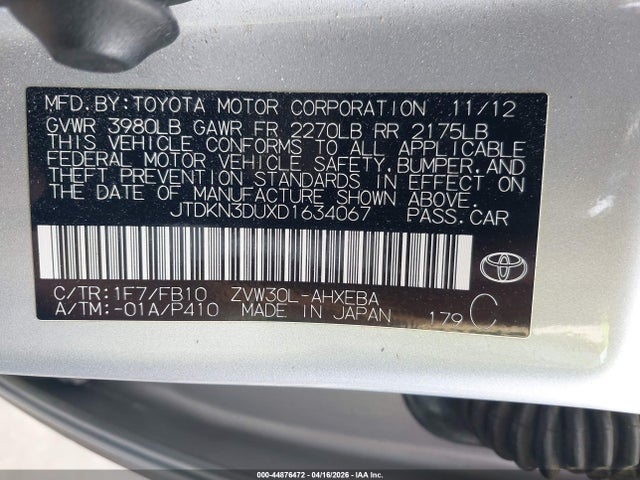 MFD.BY:TOYOTA MOTOR CORPORATION 11/12
GVWR 3980LB GAWR FR 2270LB RR 2175LB
THIS VEHICLE CONFORMS TO ALL APPLICABLE
FEDERAL MOTOR VEHICLE SAFETY,BUMPER,AND
THEFT PREVENTION STANDARDS IN EFFECT ON
THE DATE OF MANUFACTURE SHOWN ABOVE.
JTDKN3DUXD1634067 PASS.CAR
C/TR:1F7/FB10 ZVW30L-AHXEBA
A/TM:-01A/P410 MADE IN JAPAN 179 C
000-44876472 - 04/16/2026 - IAA Inc.